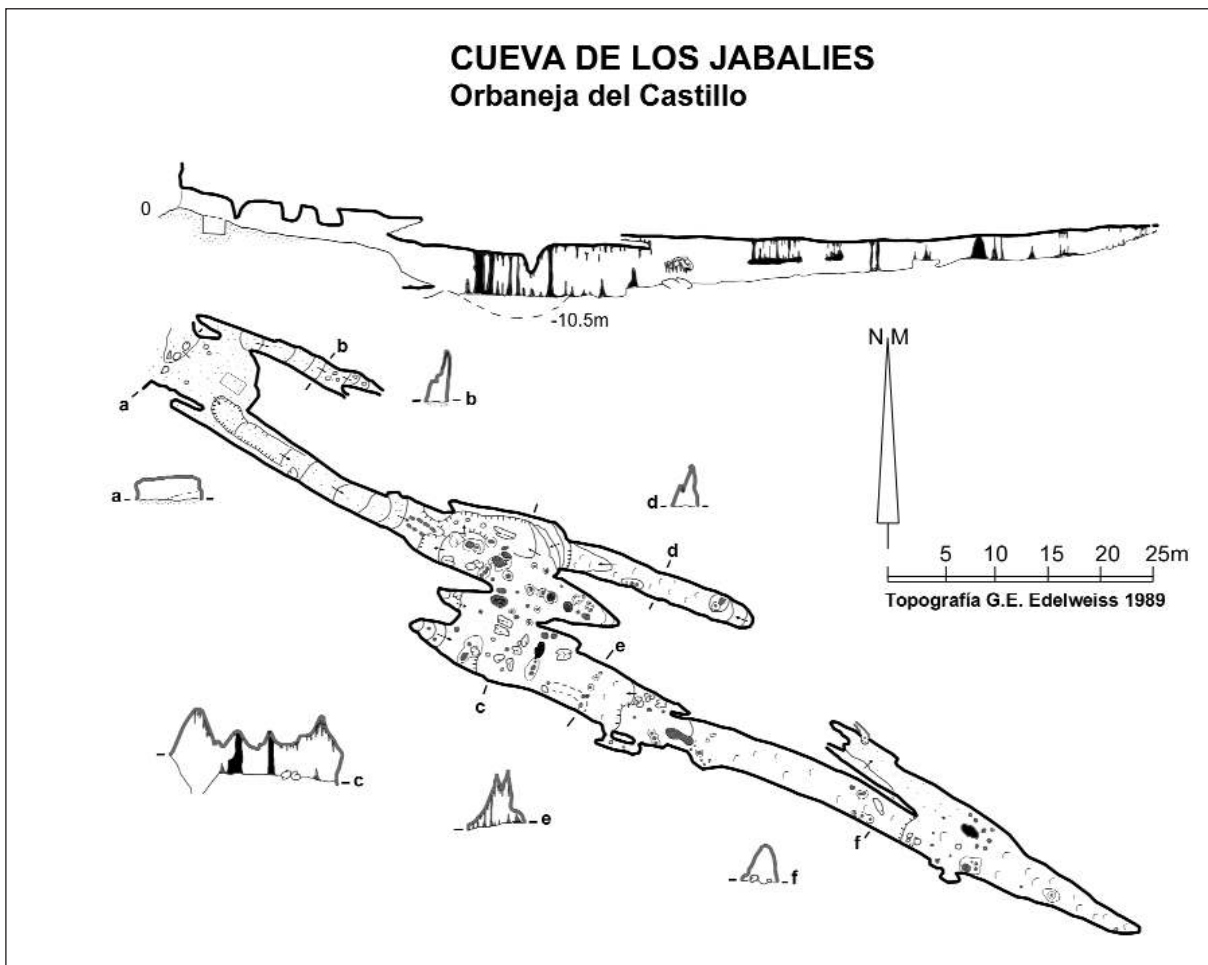 CUEVA DE LOS JABALIES
Orbaneja del Castillo
0
-10.5m
N M
b
b
a
d
a
d
5 10 15 20 25m
Topografía G.E. Edelweiss 1989
e
c
c
e
f
f